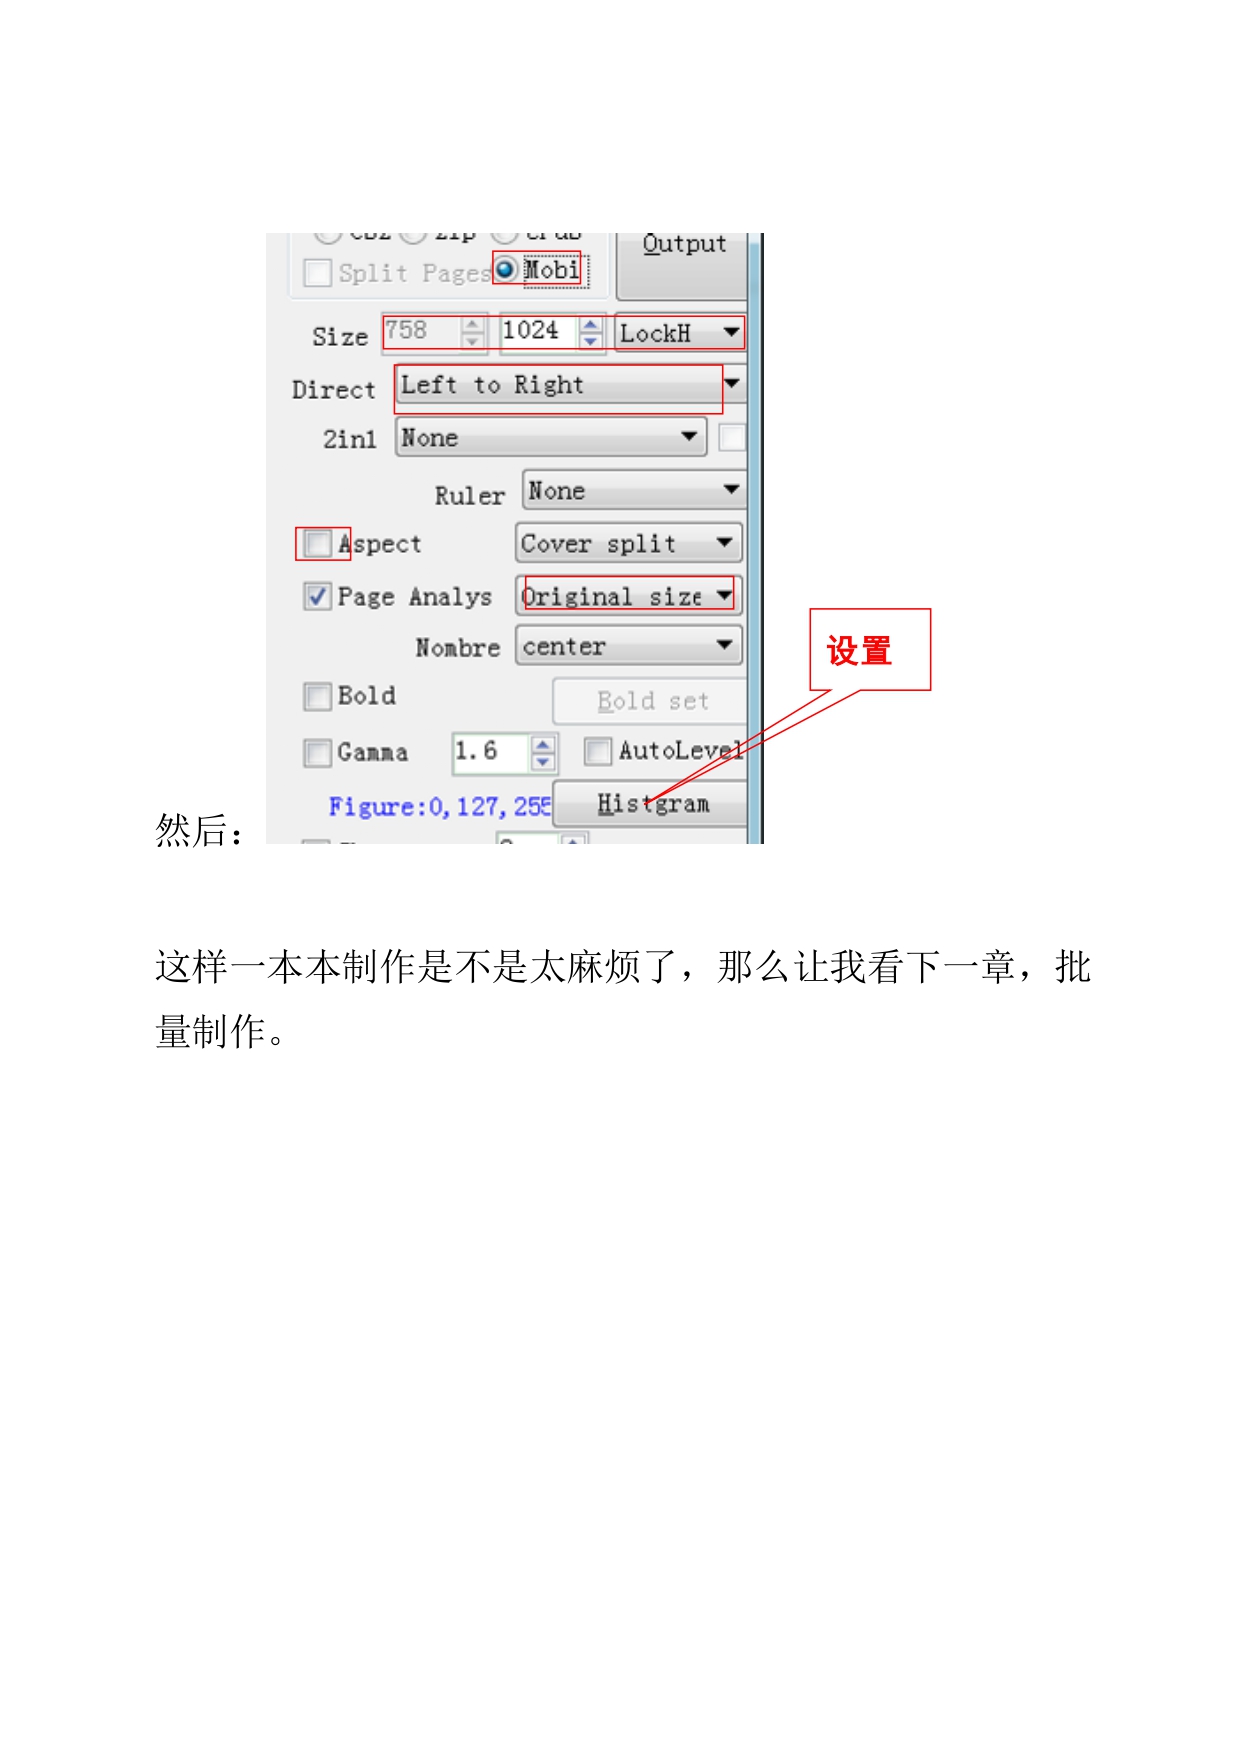 Output
Split Pages Mobi
Size 758 1024 LockH
Direct Left to Right
2in1 None
Ruler None
Aspect Cover split
Page Analys Original size
Nombre center
设置
Bold Bold set
Gamma 1.6 AutoLevel
Figure:0,127,255 Histgram
然后：
这样一本本制作是不是太麻烦了，那么让我看下一章，批
量制作。